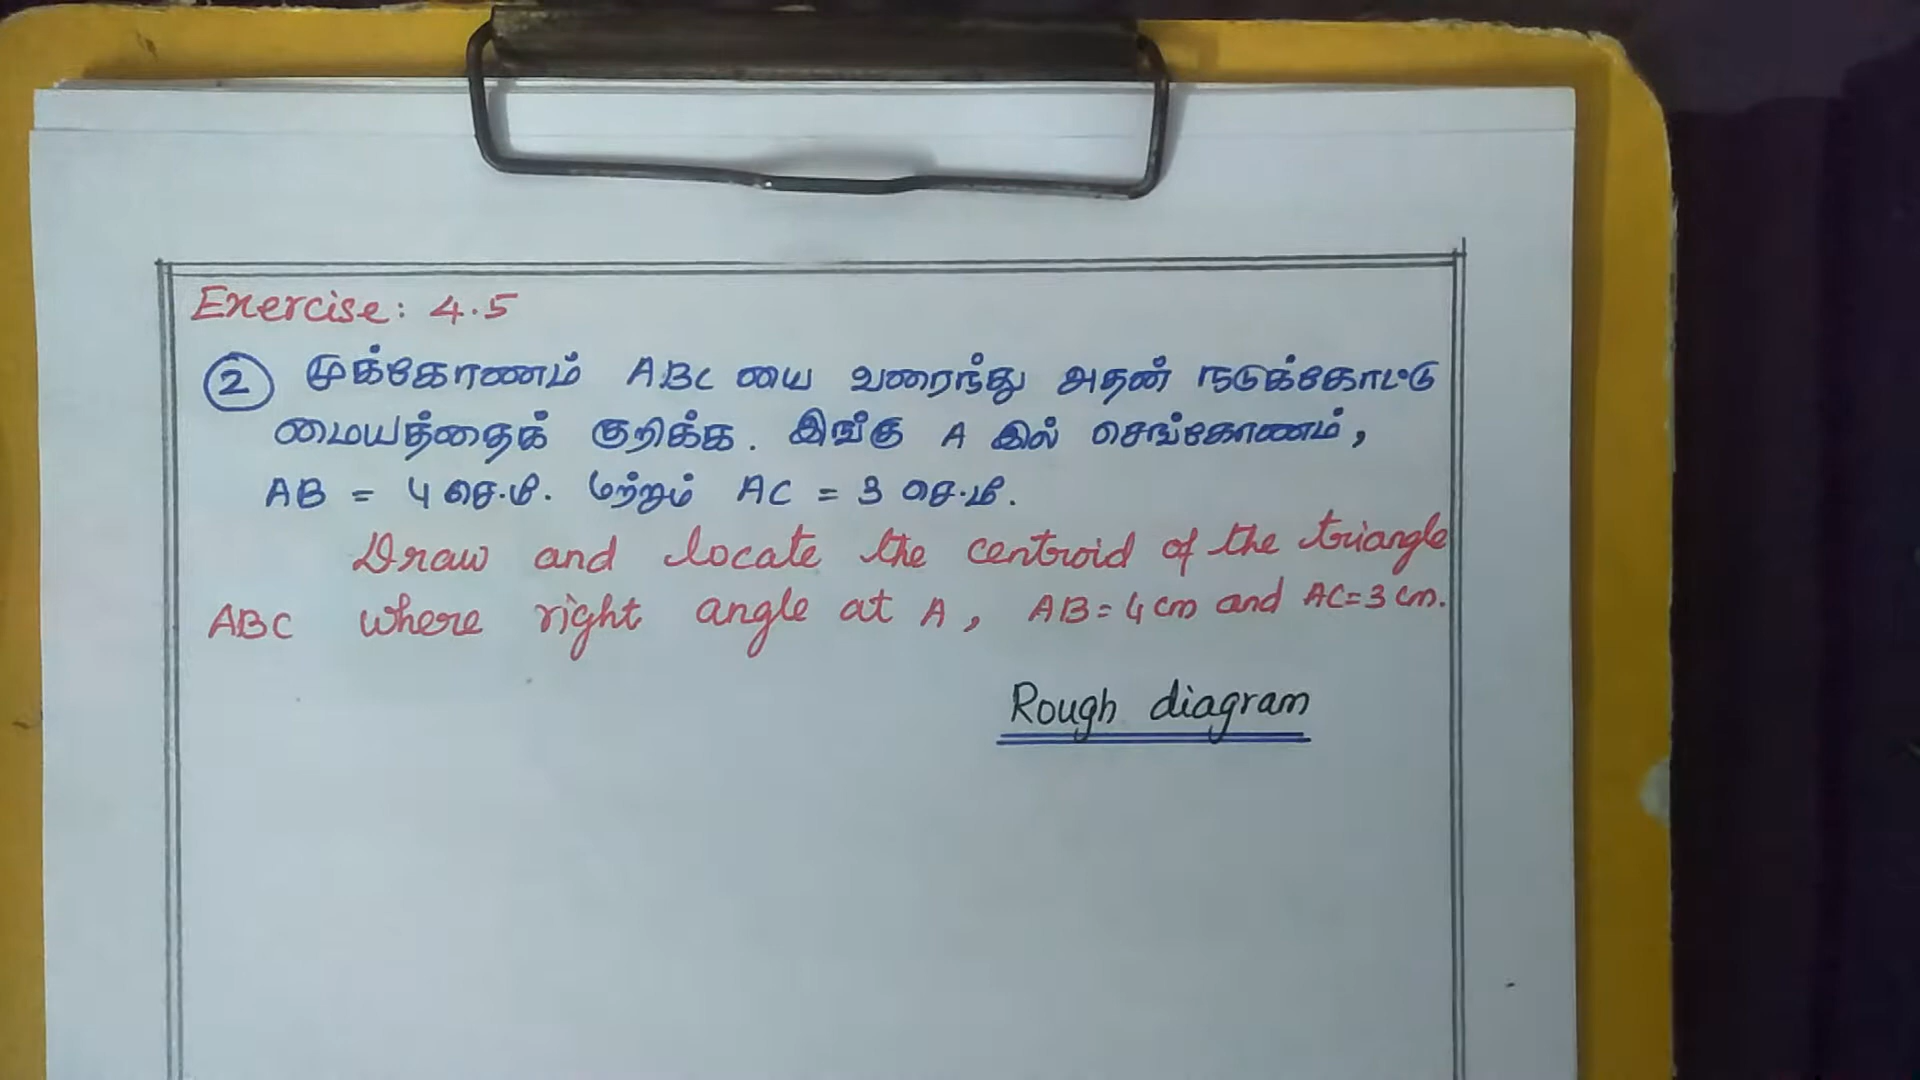 Exercise: 4.5
2 முக்கோணம் ABC யை வரைந்து அதன் நடுக்கோட்டு
மையத்தைக் குறிக்க. இங்கு A இல் செங்கோணம்,
AB = 4 செ.மீ. மற்றும் AC = 3 செ.மீ.
Draw and locate the centroid of the triangle
ABC where right angle at A, AB = 4 cm and AC = 3 cm.
Rough diagram